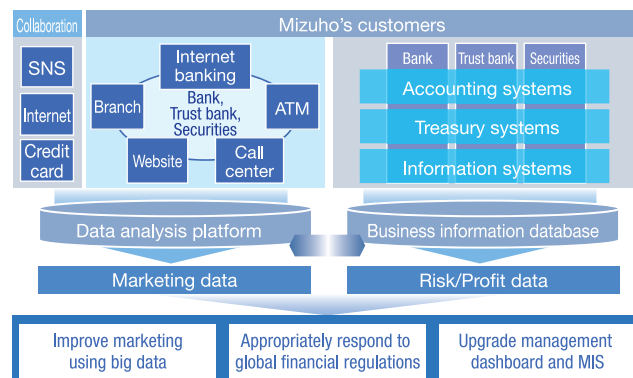 Collaboration
Mizuho's customers
SNS
Internet
Credit
card
Internet
banking
Branch
Bank,
Trust bank,
Securities
ATM
Website
Call
center
Bank
Trust bank
Securities
Accounting systems
Treasury systems
Information systems
Data analysis platform
Business information database
Marketing data
Risk/Profit data
Improve marketing
using big data
Appropriately respond to
global financial regulations
Upgrade management
dashboard and MIS